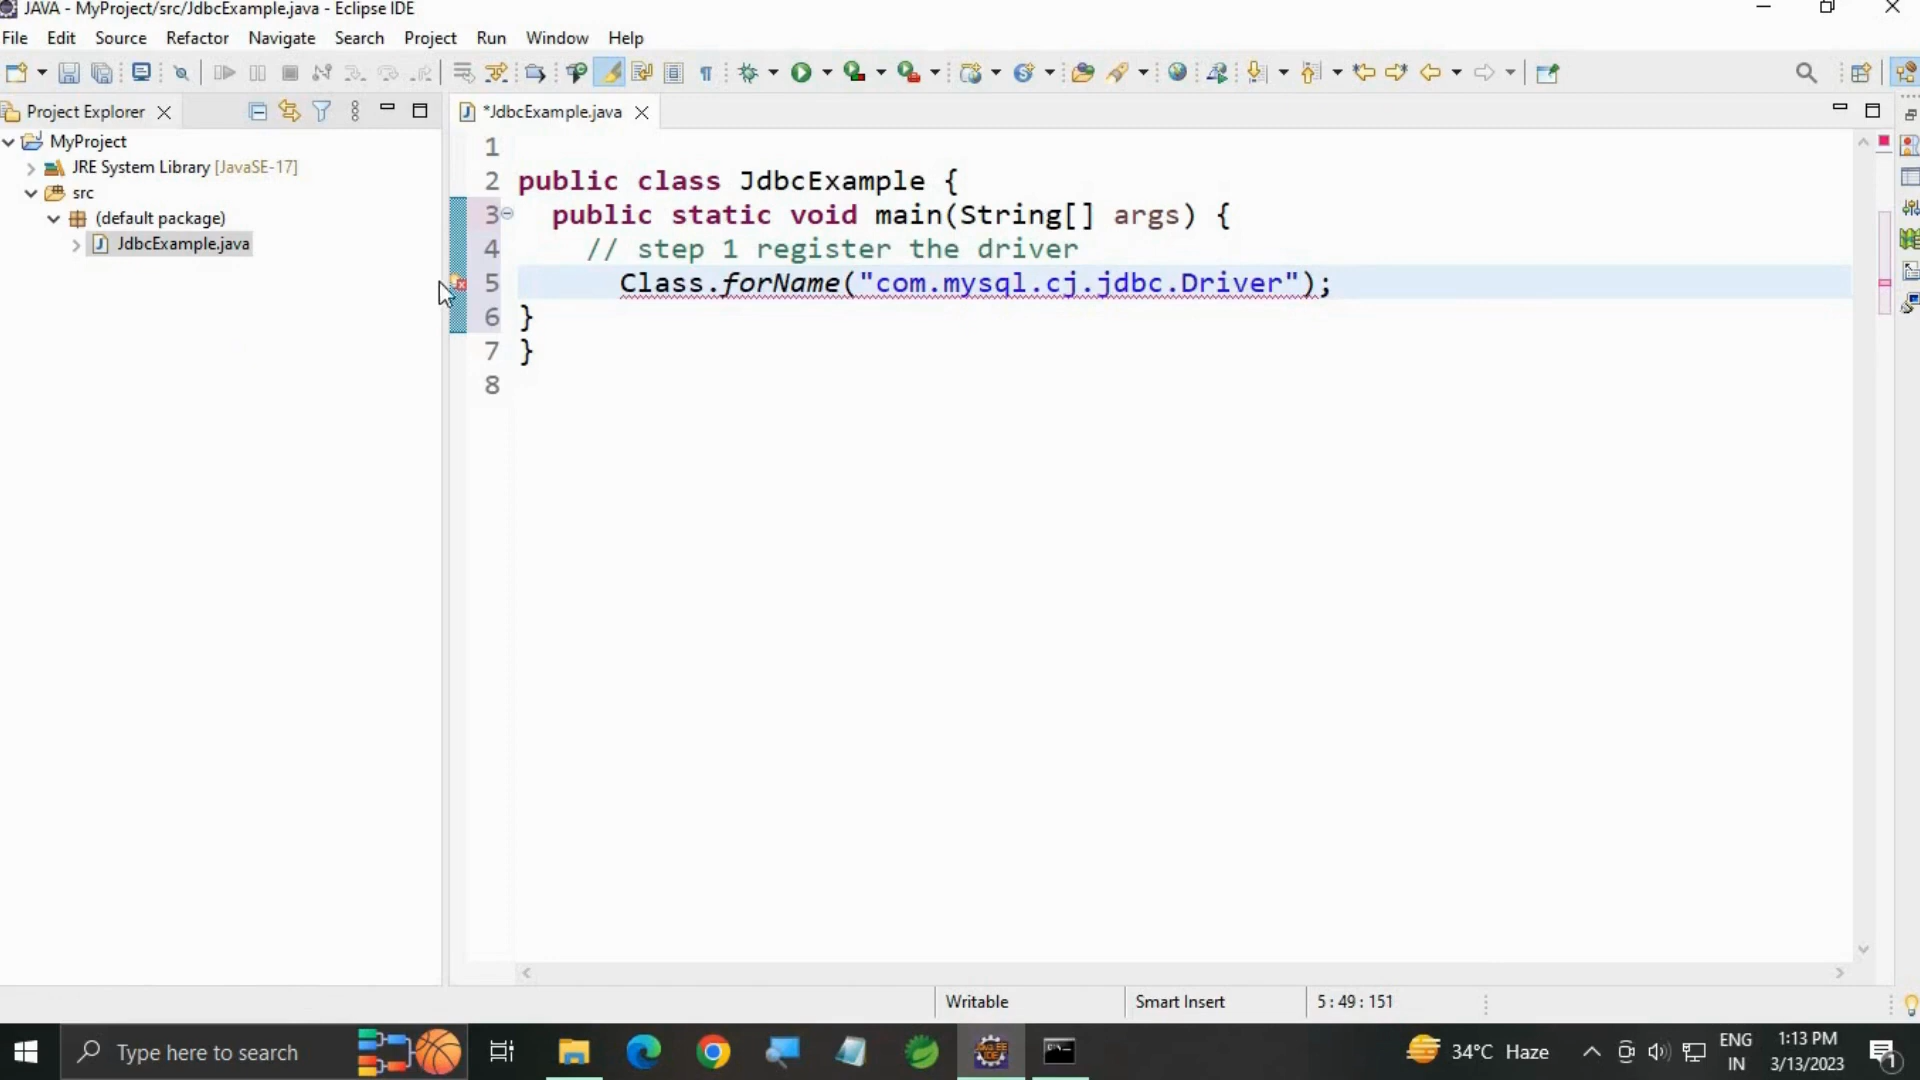 JAVA - MyProject/src/JdbcExample.java - Eclipse IDE
File Edit Source Refactor Navigate Search Project Run Window Help
Project Explorer
*JdbcExample.java
MyProject
JRE System Library [JavaSE-17]
src
(default package)
JdbcExample.java
1
2 public class JdbcExample {
3 public static void main(String[] args) {
4 // step 1 register the driver
5 Class.forName("com.mysql.cj.jdbc.Driver");
6 }
7 }
8
Writable
Smart Insert
5 : 49 : 151
Type here to search
34°C Haze
ENG
IN
1:13 PM
3/13/2023
1